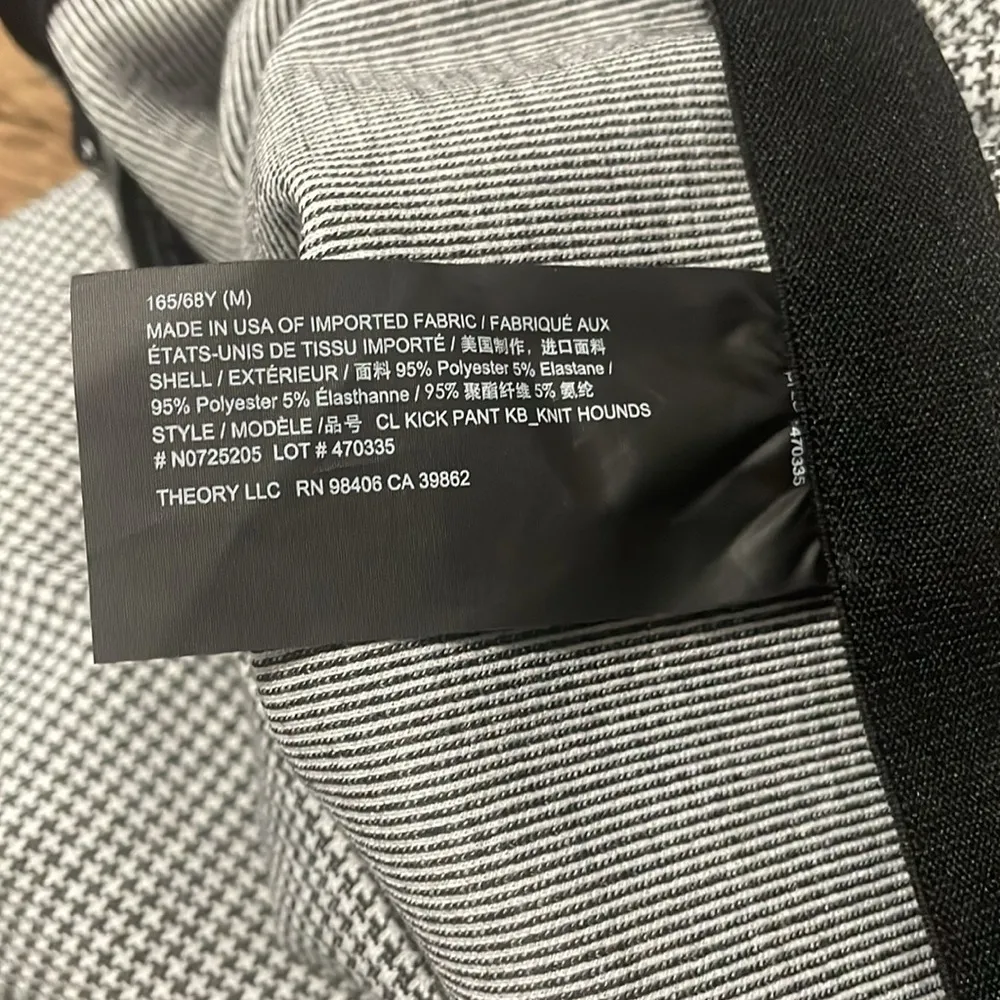 165/68Y (M)
MADE IN USA OF IMPORTED FABRIC / FABRIQUÉ AUX
ÉTATS-UNIS DE TISSU IMPORTÉ / 美国制作，进口面料
SHELL / EXTÉRIEUR / 面料 95% Polyester 5% Elastane /
95% Polyester 5% Élasthanne / 95% 聚酯纤维 5% 氨纶
STYLE / MODÈLE /品号 CL KICK PANT KB_KNIT HOUNDS
# N0725205 LOT # 470335
THEORY LLC RN 98406 CA 39862
470335